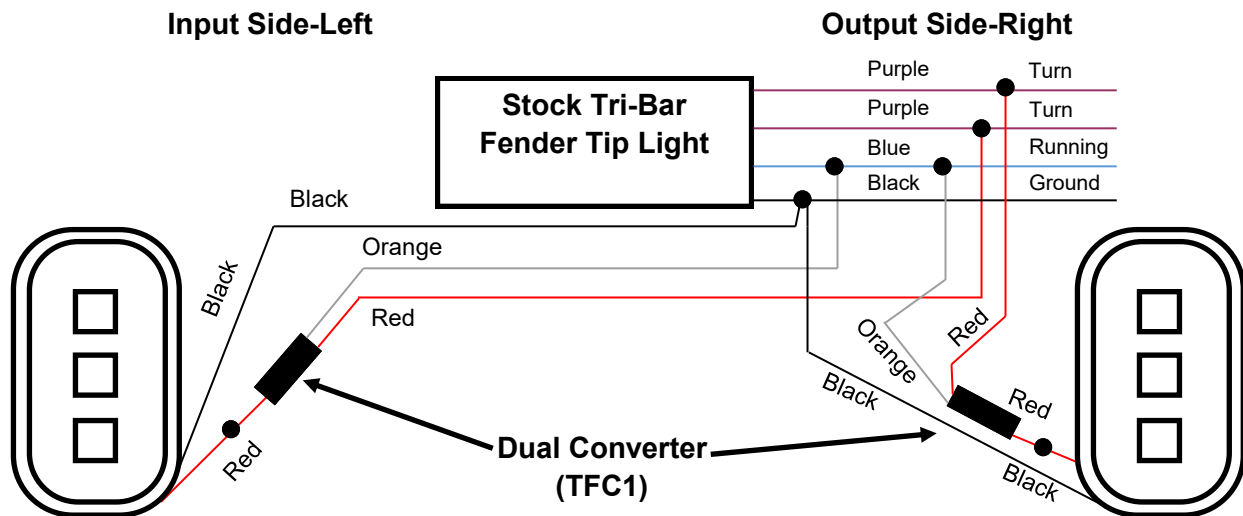 Input Side-Left
Output Side-Right
Stock Tri-Bar
Fender Tip Light
Purple
Turn
Purple
Turn
Blue
Running
Black
Ground
Black
Orange
Red
Black
Red
Dual Converter
(TFC1)
Orange
Red
Black
Red
Black